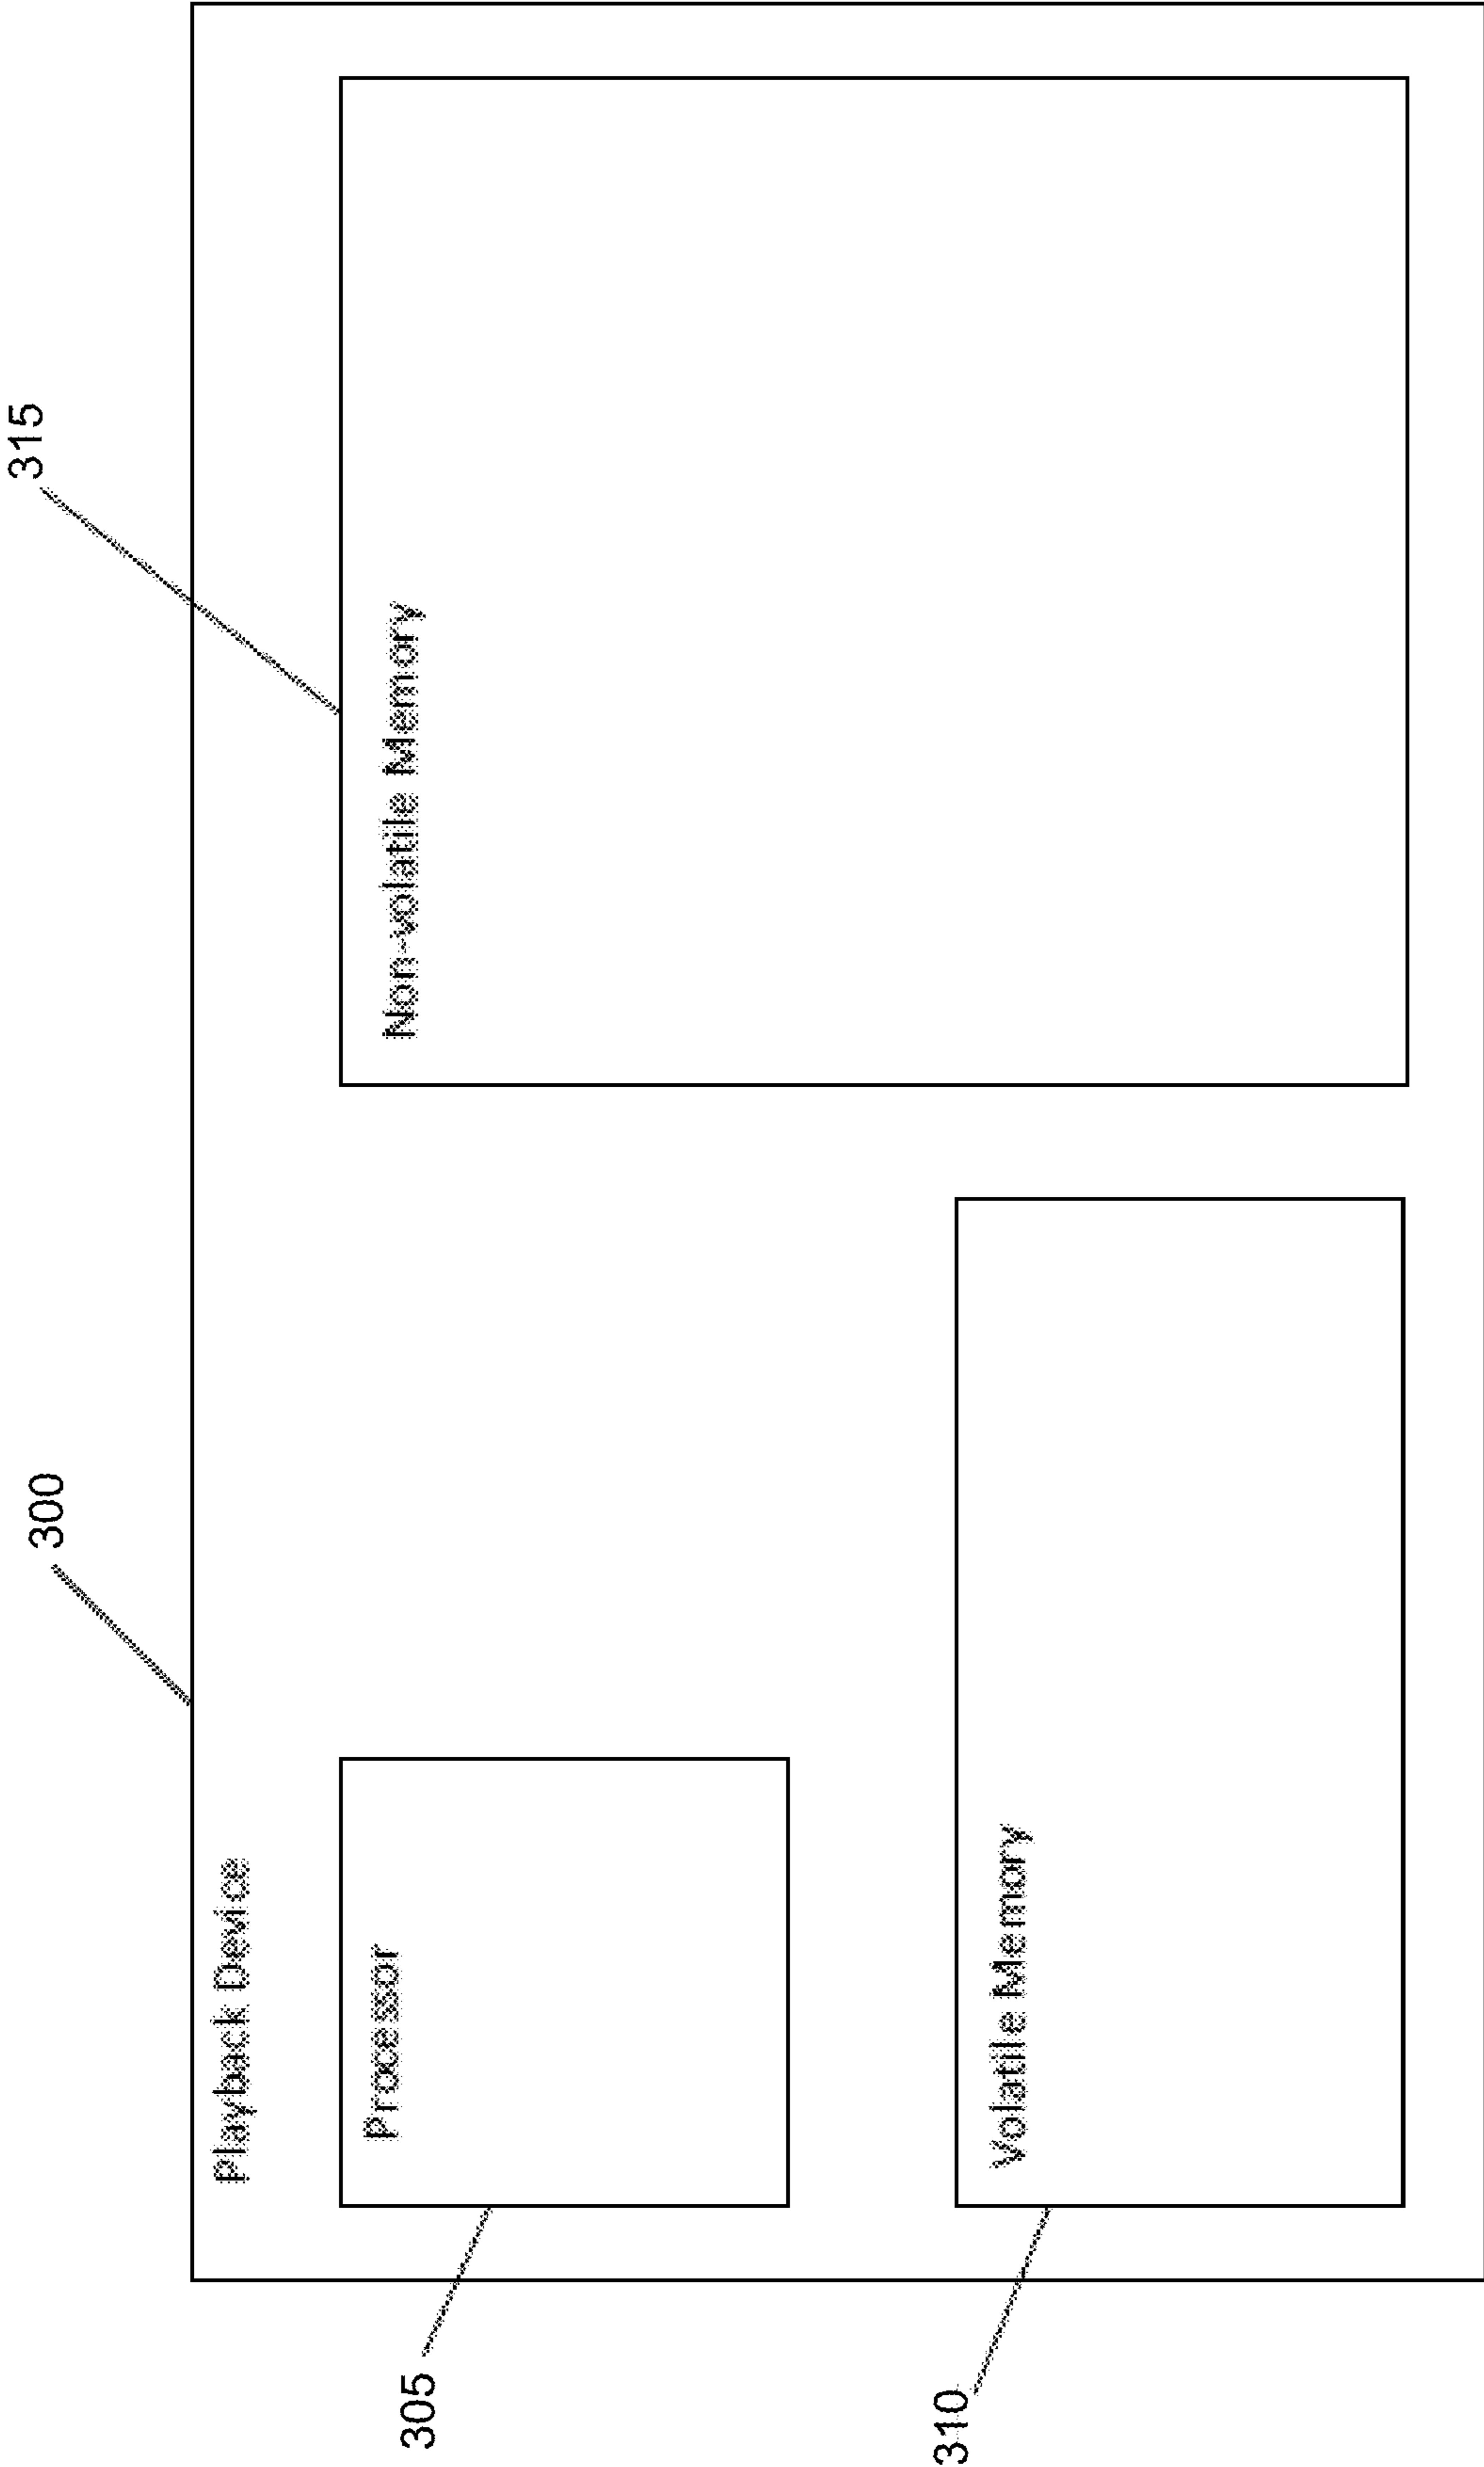 300
315
Playback Device
305
Processor
Non-volatile Memory
310
Volatile Memory